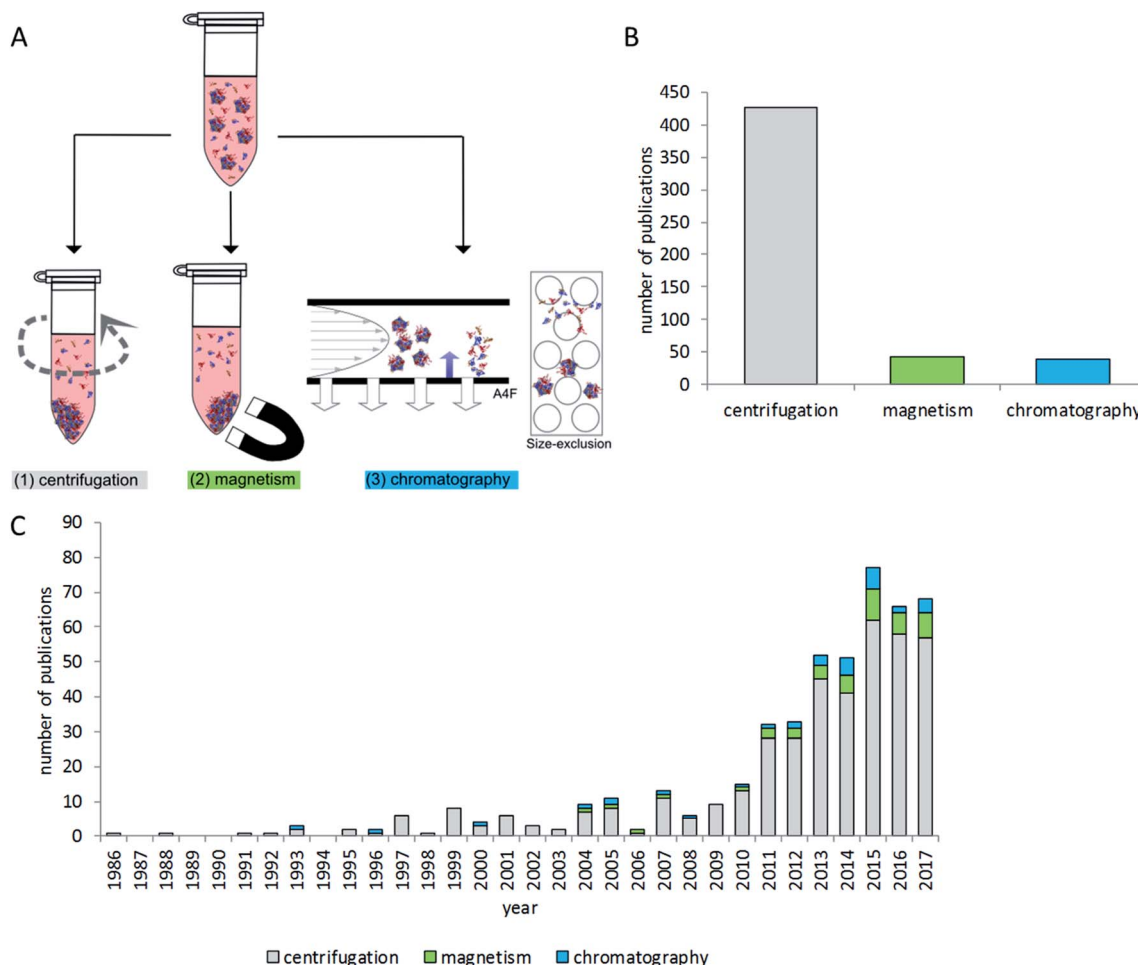 A
A4F
Size-exclusion
(1) centrifugation
(2) magnetism
(3) chromatography
B
number of publications
450
400
350
300
250
200
150
100
50
0
centrifugation magnetism chromatography
C
number of publications
90
80
70
60
50
40
30
20
10
0
1986 1987 1988 1989 1990 1991 1992 1993 1994 1995 1996 1997 1998 1999 2000 2001 2002 2003 2004 2005 2006 2007 2008 2009 2010 2011 2012 2013 2014 2015 2016 2017
year
centrifugation magnetism chromatography